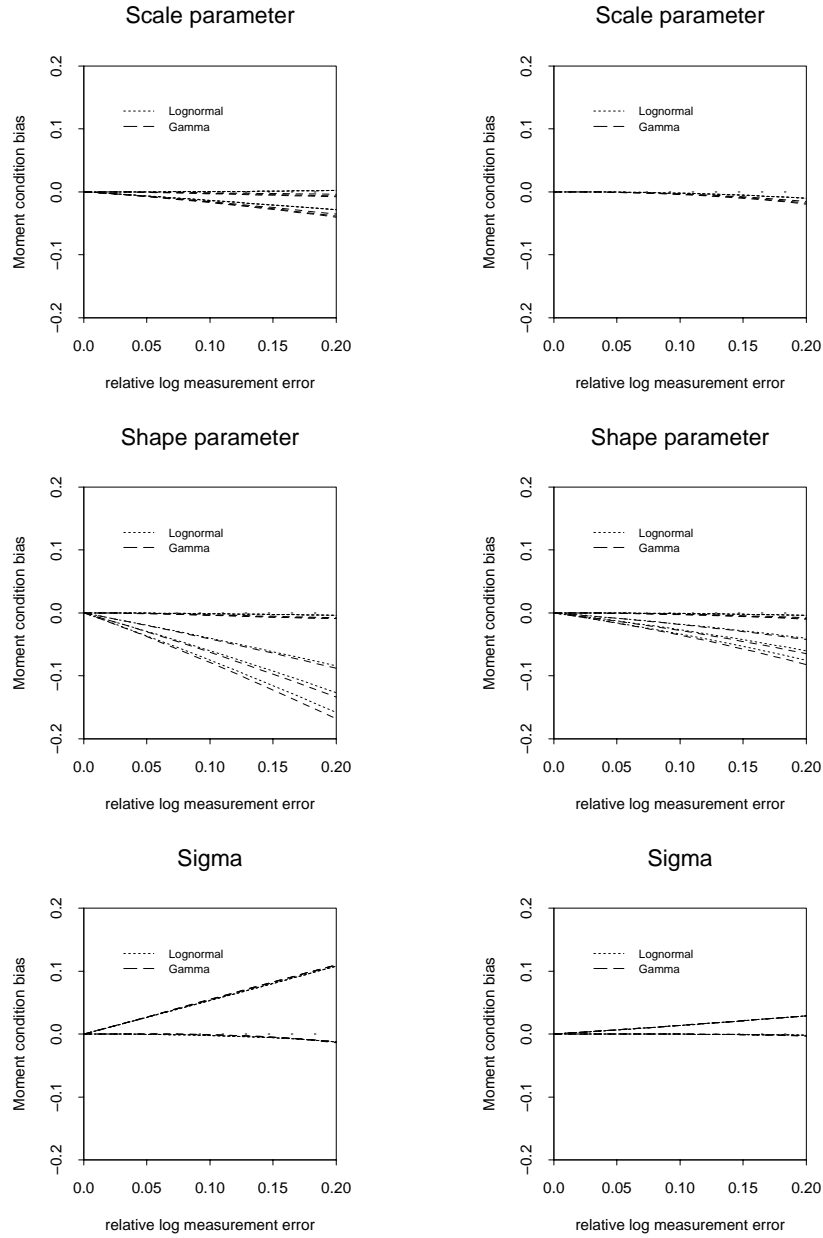 Scale parameter
Moment condition bias
0.2
0.1
0.0
−0.1
−0.2
Lognormal
Gamma
0.0 0.05 0.10 0.15 0.20
relative log measurement error
Scale parameter
Moment condition bias
0.2
0.1
0.0
−0.1
−0.2
Lognormal
Gamma
0.0 0.05 0.10 0.15 0.20
relative log measurement error
Shape parameter
Moment condition bias
0.2
0.1
0.0
−0.1
−0.2
Lognormal
Gamma
0.0 0.05 0.10 0.15 0.20
relative log measurement error
Shape parameter
Moment condition bias
0.2
0.1
0.0
−0.1
−0.2
Lognormal
Gamma
0.0 0.05 0.10 0.15 0.20
relative log measurement error
Sigma
Moment condition bias
0.2
0.1
0.0
−0.1
−0.2
Lognormal
Gamma
0.0 0.05 0.10 0.15 0.20
relative log measurement error
Sigma
Moment condition bias
0.2
0.1
0.0
−0.1
−0.2
Lognormal
Gamma
0.0 0.05 0.10 0.15 0.20
relative log measurement error